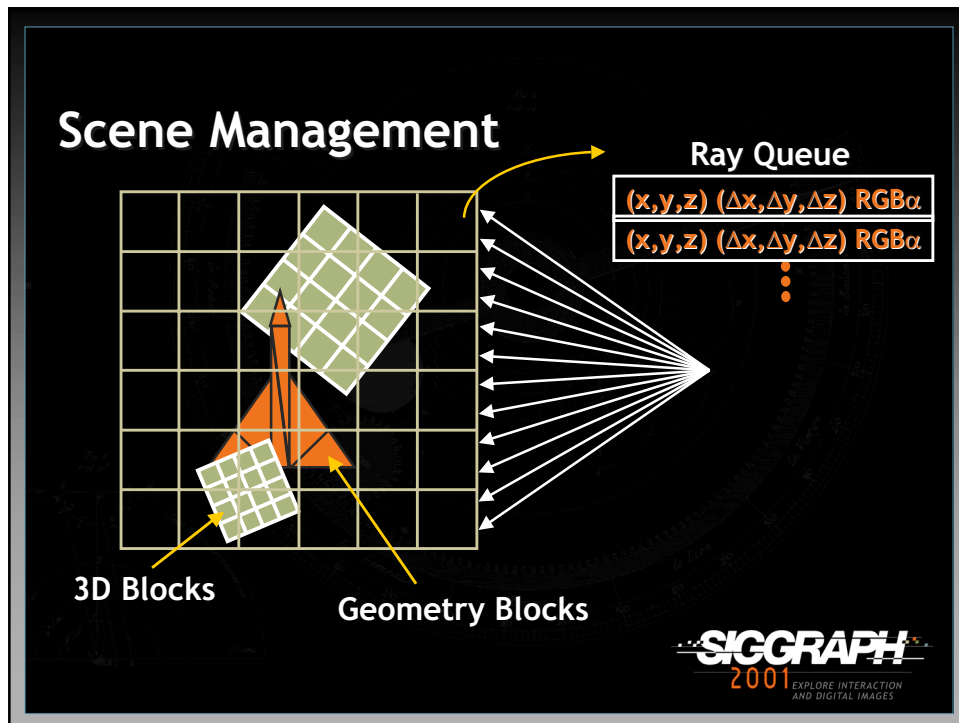 Scene Management
Ray Queue
(x,y,z) (Δx,Δy,Δz) RGBα
(x,y,z) (Δx,Δy,Δz) RGBα
3D Blocks
Geometry Blocks
SIGGRAPH
2001 EXPLORE INTERACTION
AND DIGITAL IMAGES